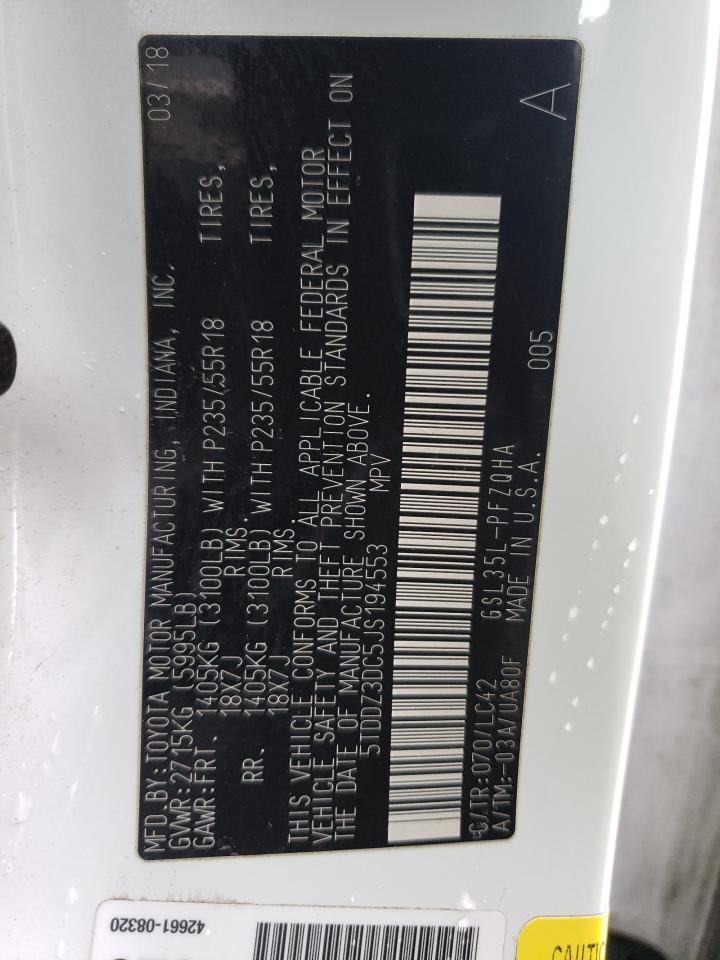 MFD.BY:TOYOTA MOTOR MANUFACTURING, INDIANA, INC. 03/18
GVWR:2715KG (5995LB)
GAWR:FRT. 1405KG (3100LB) WITH P235/55R18 TIRES,
18X7J RIMS.
RR. 1405KG (3100LB) WITH P235/55R18 TIRES,
18X7J RIMS.
THIS VEHICLE CONFORMS TO ALL APPLICABLE FEDERAL MOTOR
VEHICLE SAFETY AND THEFT PREVENTION STANDARDS IN EFFECT ON
THE DATE OF MANUFACTURE SHOWN ABOVE.
5TDDZ3DC5JS194553 MPV
C/TR:070/LC42 GSL35L-PFZQHA
A/TM:-03A/UA80F MADE IN U.S.A. 005 A
42661-08320